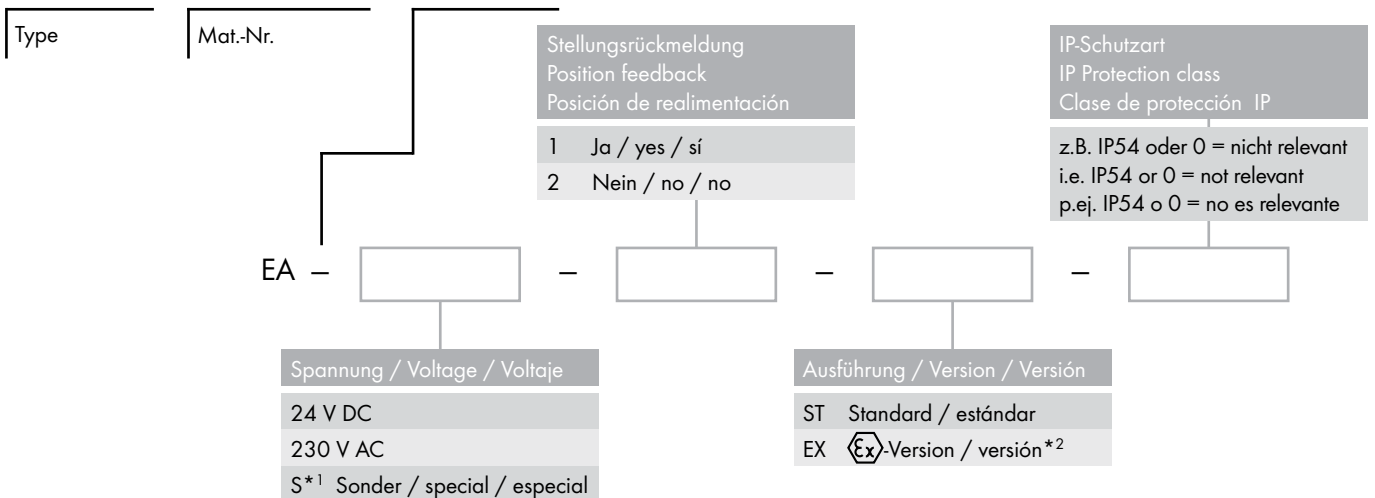 Type
Mat.-Nr.
Stellungsrückmeldung
Position feedback
Posición de realimentación
1 Ja / yes / sí
2 Nein / no / no
IP-Schutzart
IP Protection class
Clase de protección IP
z.B. IP54 oder 0 = nicht relevant
i.e. IP54 or 0 = not relevant
p.ej. IP54 o 0 = no es relevante
EA – – – –
Spannung / Voltage / Voltaje
24 V DC
230 V AC
S*1 Sonder / special / especial
Ausführung / Version / Versión
ST Standard / estándar
EX Ex-Version / versión*2